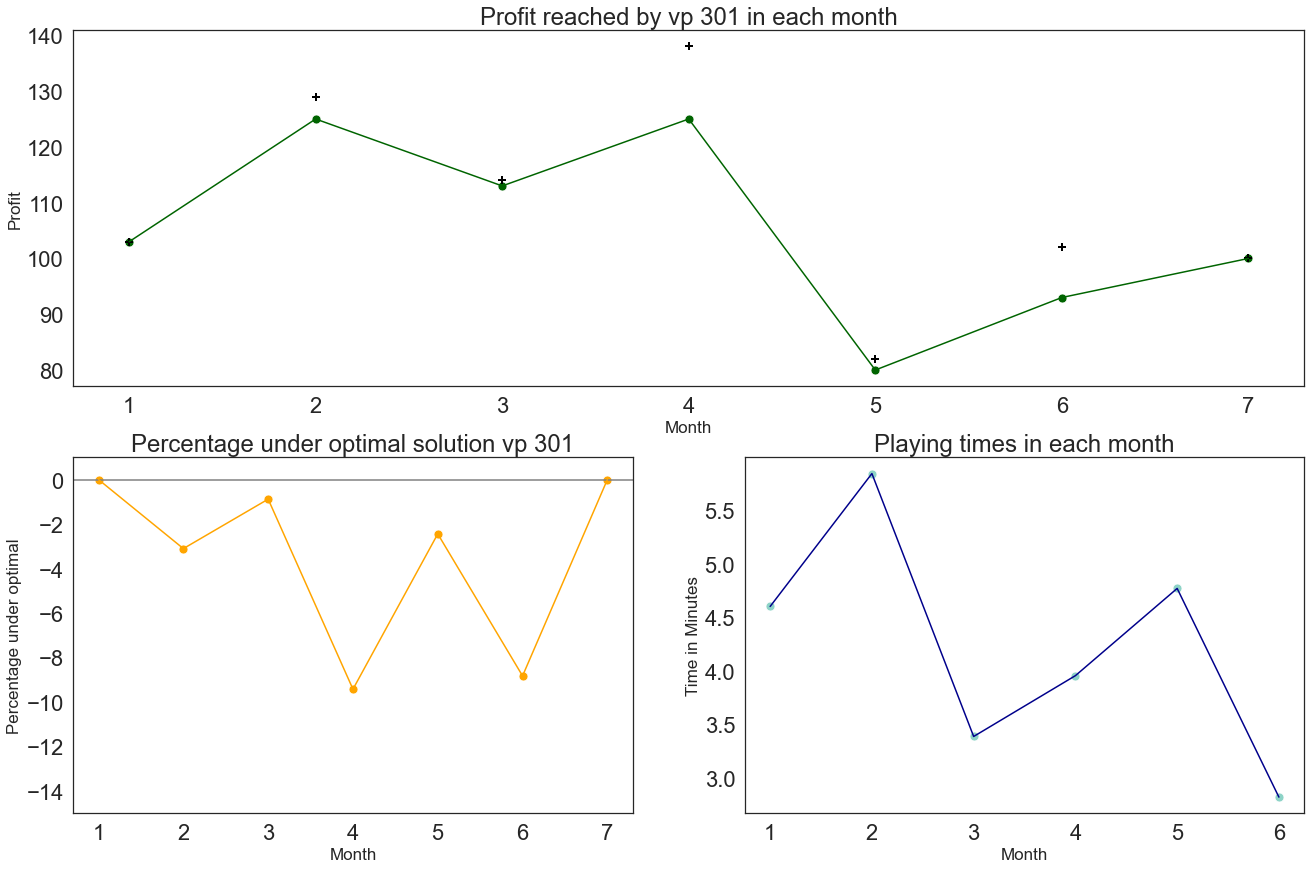 Profit reached by vp 301 in each month
140
130
120
110
100
90
80
Profit
1 2 3 4 5 6 7
Month
Percentage under optimal solution vp 301
0
−2
−4
−6
−8
−10
−12
−14
Percentage under optimal
1 2 3 4 5 6 7
Month
Playing times in each month
5.5
5.0
4.5
4.0
3.5
3.0
Time in Minutes
1 2 3 4 5 6
Month